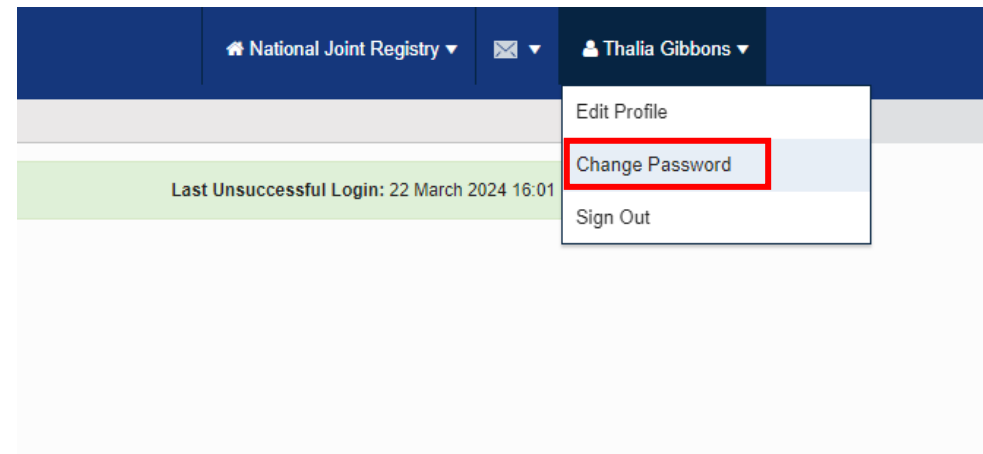 National Joint Registry
Thalia Gibbons
Edit Profile
Change Password
Last Unsuccessful Login: 22 March 2024 16:01
Sign Out